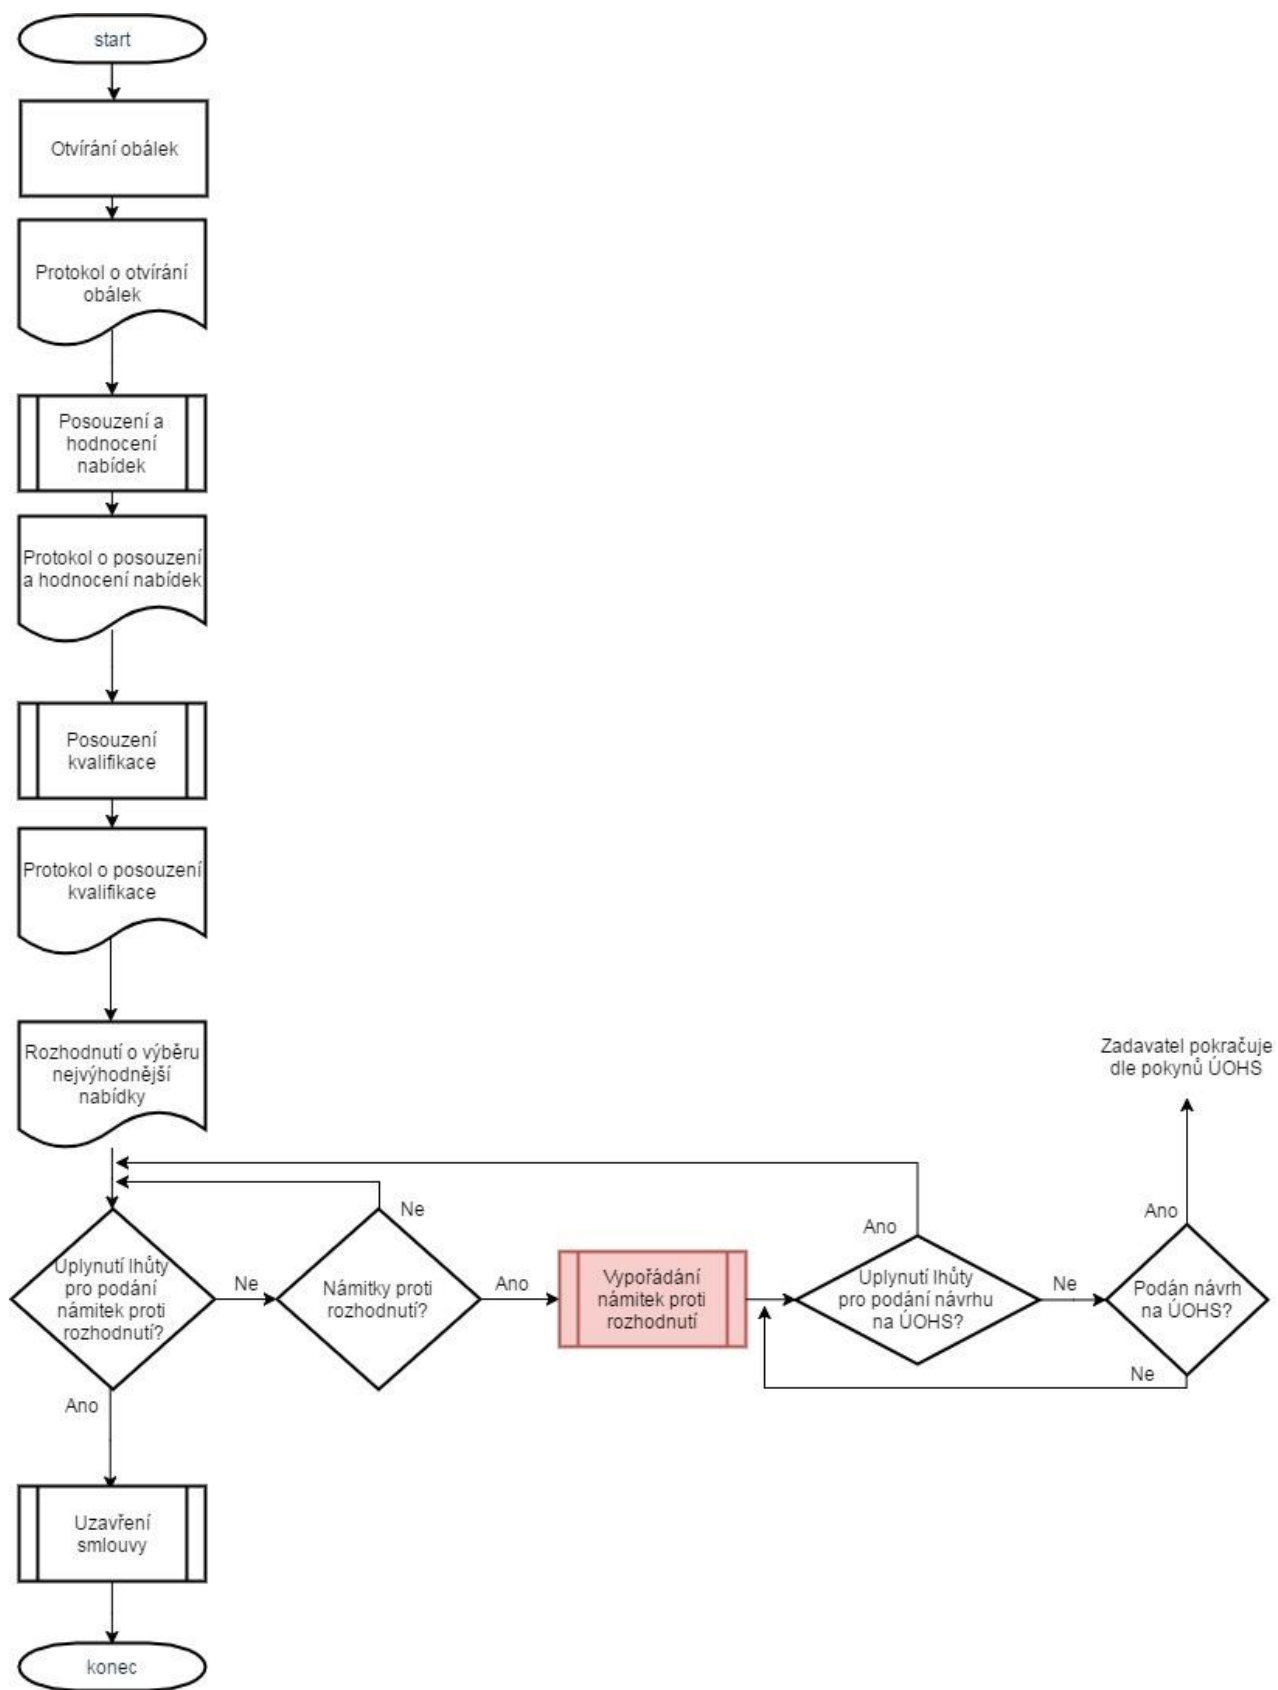 start
Otvírání obálek
Protokol o otvírání
obálek
Posouzení a
hodnocení
nabídek
Protokol o posouzení
a hodnocení nabídek
Posouzení
kvalifikace
Protokol o posouzení
kvalifikace
Rozhodnutí o výběru
nejvýhodnější
nabídky
Zadavatel pokračuje
dle pokynů ÚOHS
Ne
Ano
Ano
Uplynutí lhůty
pro podání
námitek proti
rozhodnutí?
Ne
Námitky proti
rozhodnutí?
Ano
Vypořádání
námitek proti
rozhodnutí
Uplynutí lhůty
pro podání návrhu
na ÚOHS?
Ne
Podán návrh
na ÚOHS?
Ne
Ano
Uzavření
smlouvy
konec